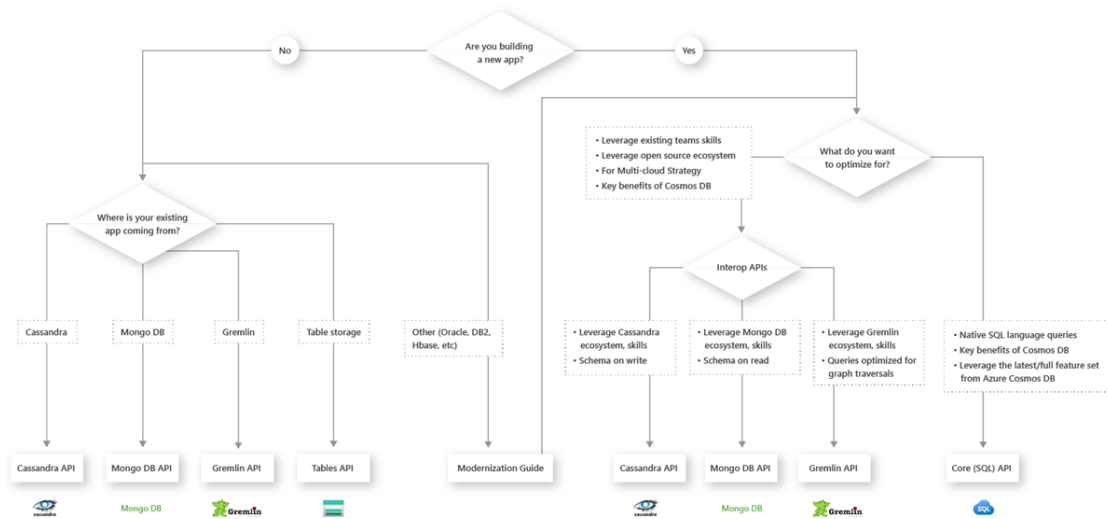 Are you building
a new app?
No
Yes
• Leverage existing teams skills
• Leverage open source ecosystem
• For Multi-cloud Strategy
• Key benefits of Cosmos DB
What do you want
to optimize for?
Where is your existing
app coming from?
Interop APIs
Cassandra
Mongo DB
Gremlin
Table storage
Other (Oracle, DB2,
Hbase, etc)
• Leverage Cassandra
ecosystem, skills
• Schema on write
• Leverage Mongo DB
ecosystem, skills
• Schema on read
• Leverage Gremlin
ecosystem, skills
• Queries optimized for
graph traversals
• Native SQL language queries
• Key benefits of Cosmos DB
• Leverage the latest/full feature set
from Azure Cosmos DB
Cassandra API
Mongo DB API
Gremlin API
Tables API
Modernization Guide
Cassandra API
Mongo DB API
Gremlin API
Core (SQL) API
cassandra
Mongo DB
Gremlin
cassandra
Mongo DB
Gremlin
SQL